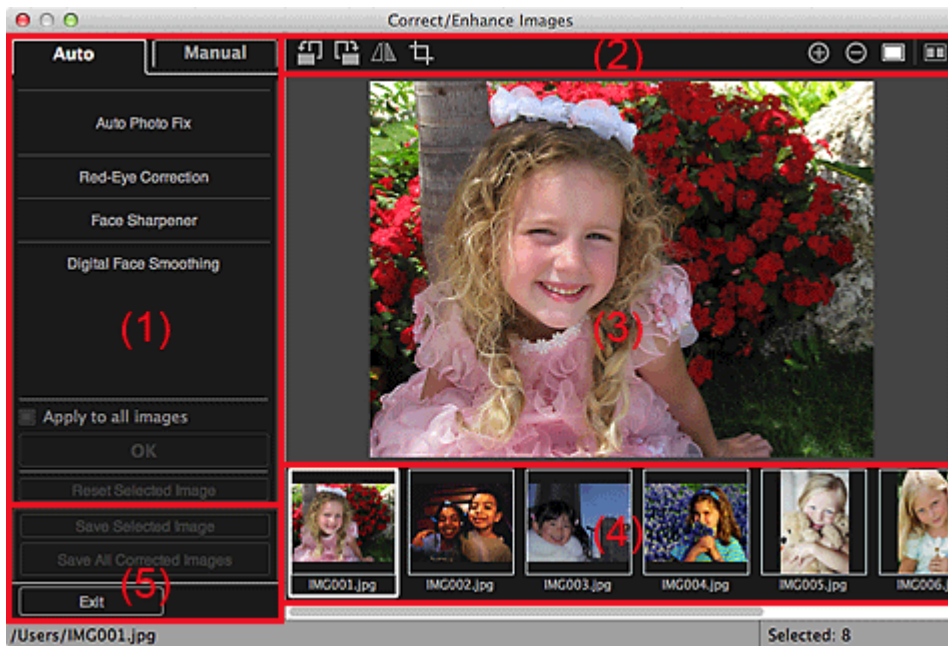 Correct/Enhance Images
Auto Manual
(2)
Auto Photo Fix
Red-Eye Correction
Face Sharpener
Digital Face Smoothing
(1)
(3)
Apply to all images
OK
Reset Selected Image
Save Selected Image
Save All Corrected Images
(5)
Exit
(4)
IMG001.jpg IMG002.jpg IMG003.jpg IMG004.jpg IMG005.jpg IMG006.j
/Users/IMG001.jpg
Selected: 8